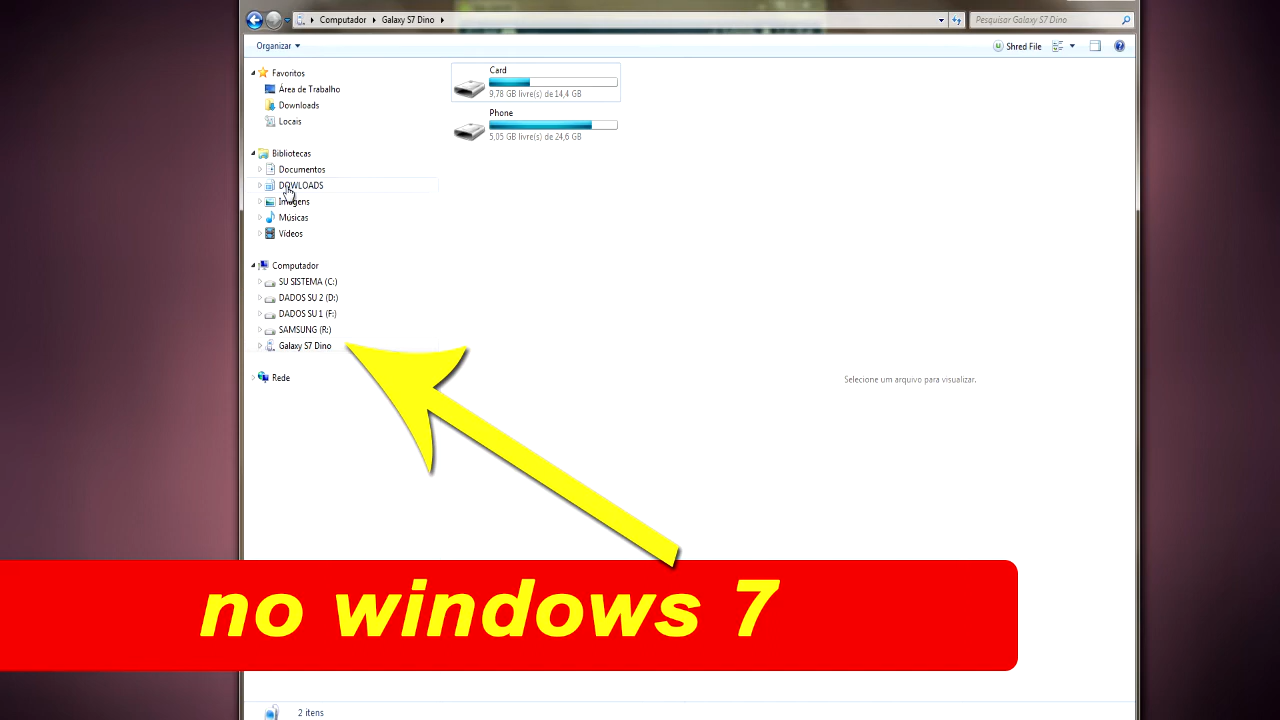 Computador
Galaxy S7 Dino
Pesquisar Galaxy S7 Dino
Organizar
Shred File
Favoritos
Área de Trabalho
Downloads
Locais
Bibliotecas
Documentos
DOWLOADS
Imagens
Músicas
Vídeos
Computador
SU SISTEMA (C:)
DADOS SU 2 (D:)
DADOS SU 1 (F:)
SAMSUNG (R:)
Galaxy S7 Dino
Rede
Card
9,78 GB livre(s) de 14,4 GB
Phone
5,05 GB livre(s) de 24,6 GB
Selecione um arquivo para visualizar.
no windows 7
2 itens